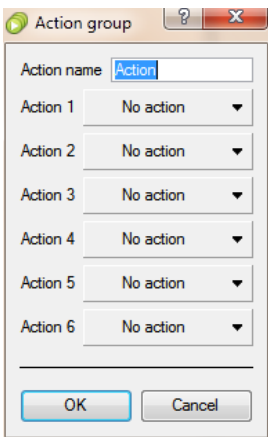 Action group
Action name Action
Action 1 No action
Action 2 No action
Action 3 No action
Action 4 No action
Action 5 No action
Action 6 No action
OK Cancel